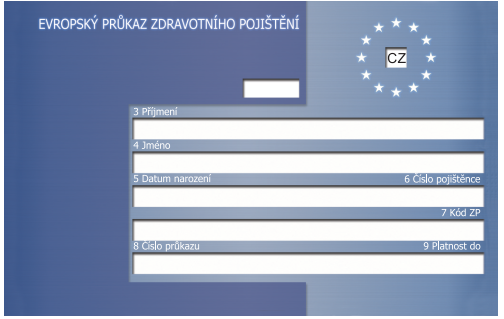 EVROPSKÝ PRŮKAZ ZDRAVOTNÍHO POJIŠTĚNÍ
CZ
3 Příjmení
4 Jméno
5 Datum narození 6 Číslo pojištěnce
7 Kód ZP
8 Číslo průkazu 9 Platnost do